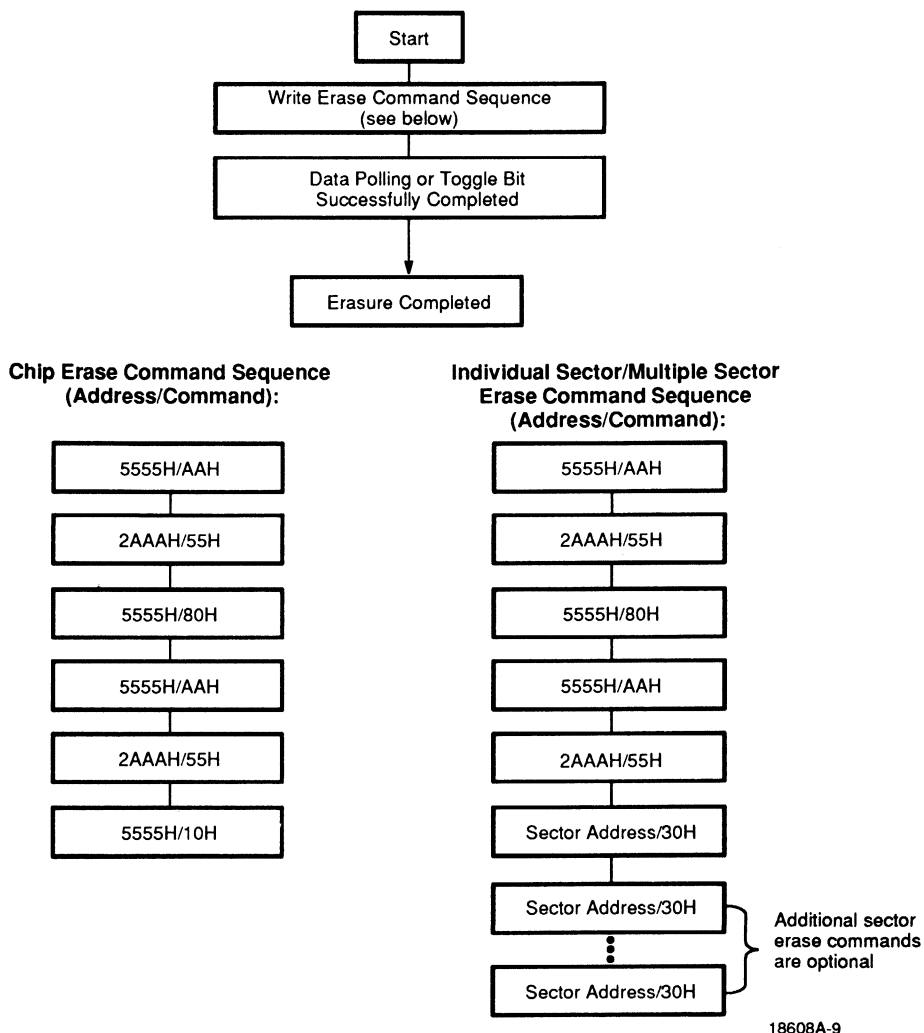 Start
Write Erase Command Sequence
(see below)
Data Polling or Toggle Bit
Successfully Completed
Erasure Completed
Chip Erase Command Sequence
(Address/Command):
5555H/AAH
2AAAH/55H
5555H/80H
5555H/AAH
2AAAH/55H
5555H/10H
Individual Sector/Multiple Sector
Erase Command Sequence
(Address/Command):
5555H/AAH
2AAAH/55H
5555H/80H
5555H/AAH
2AAAH/55H
Sector Address/30H
Sector Address/30H
Sector Address/30H
Additional sector
erase commands
are optional
18608A-9